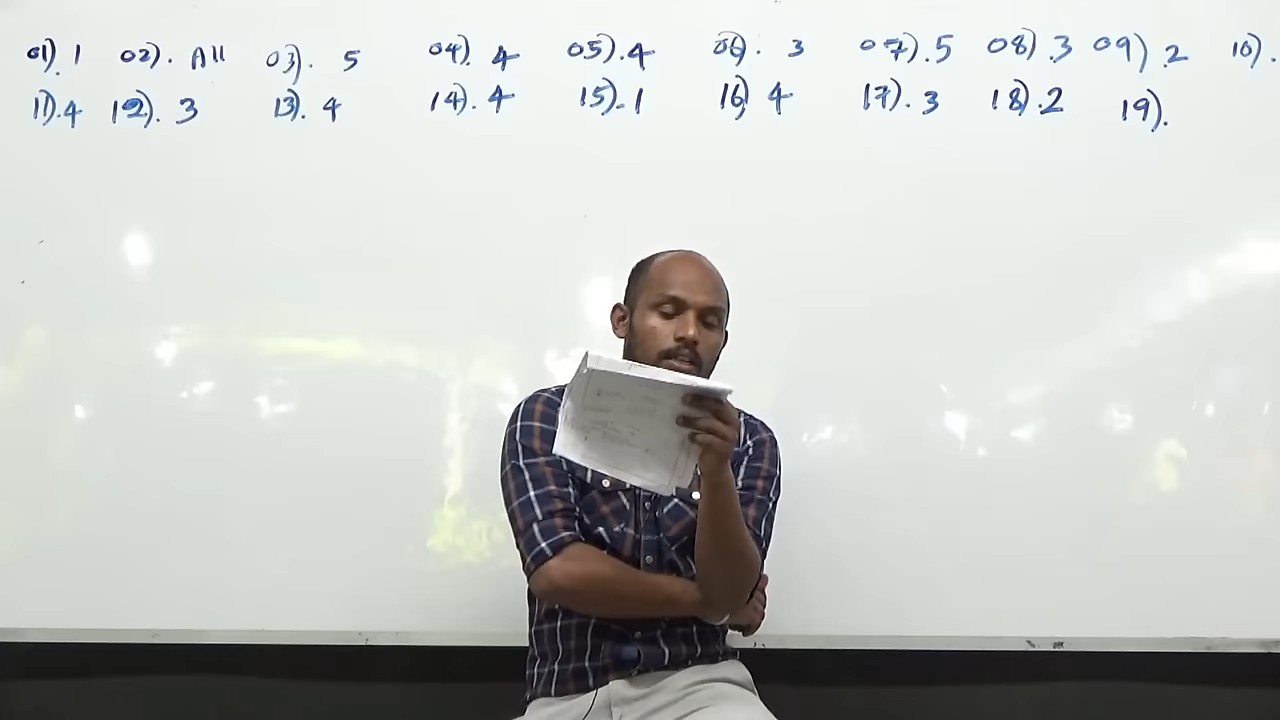 01). 1 02). All 03). 5 04). 4 05). 4 06). 3 07). 5 08). 3 09). 2 10).
11). 4 12). 3 13). 4 14). 4 15). 1 16) 4 17). 3 18). 2 19).